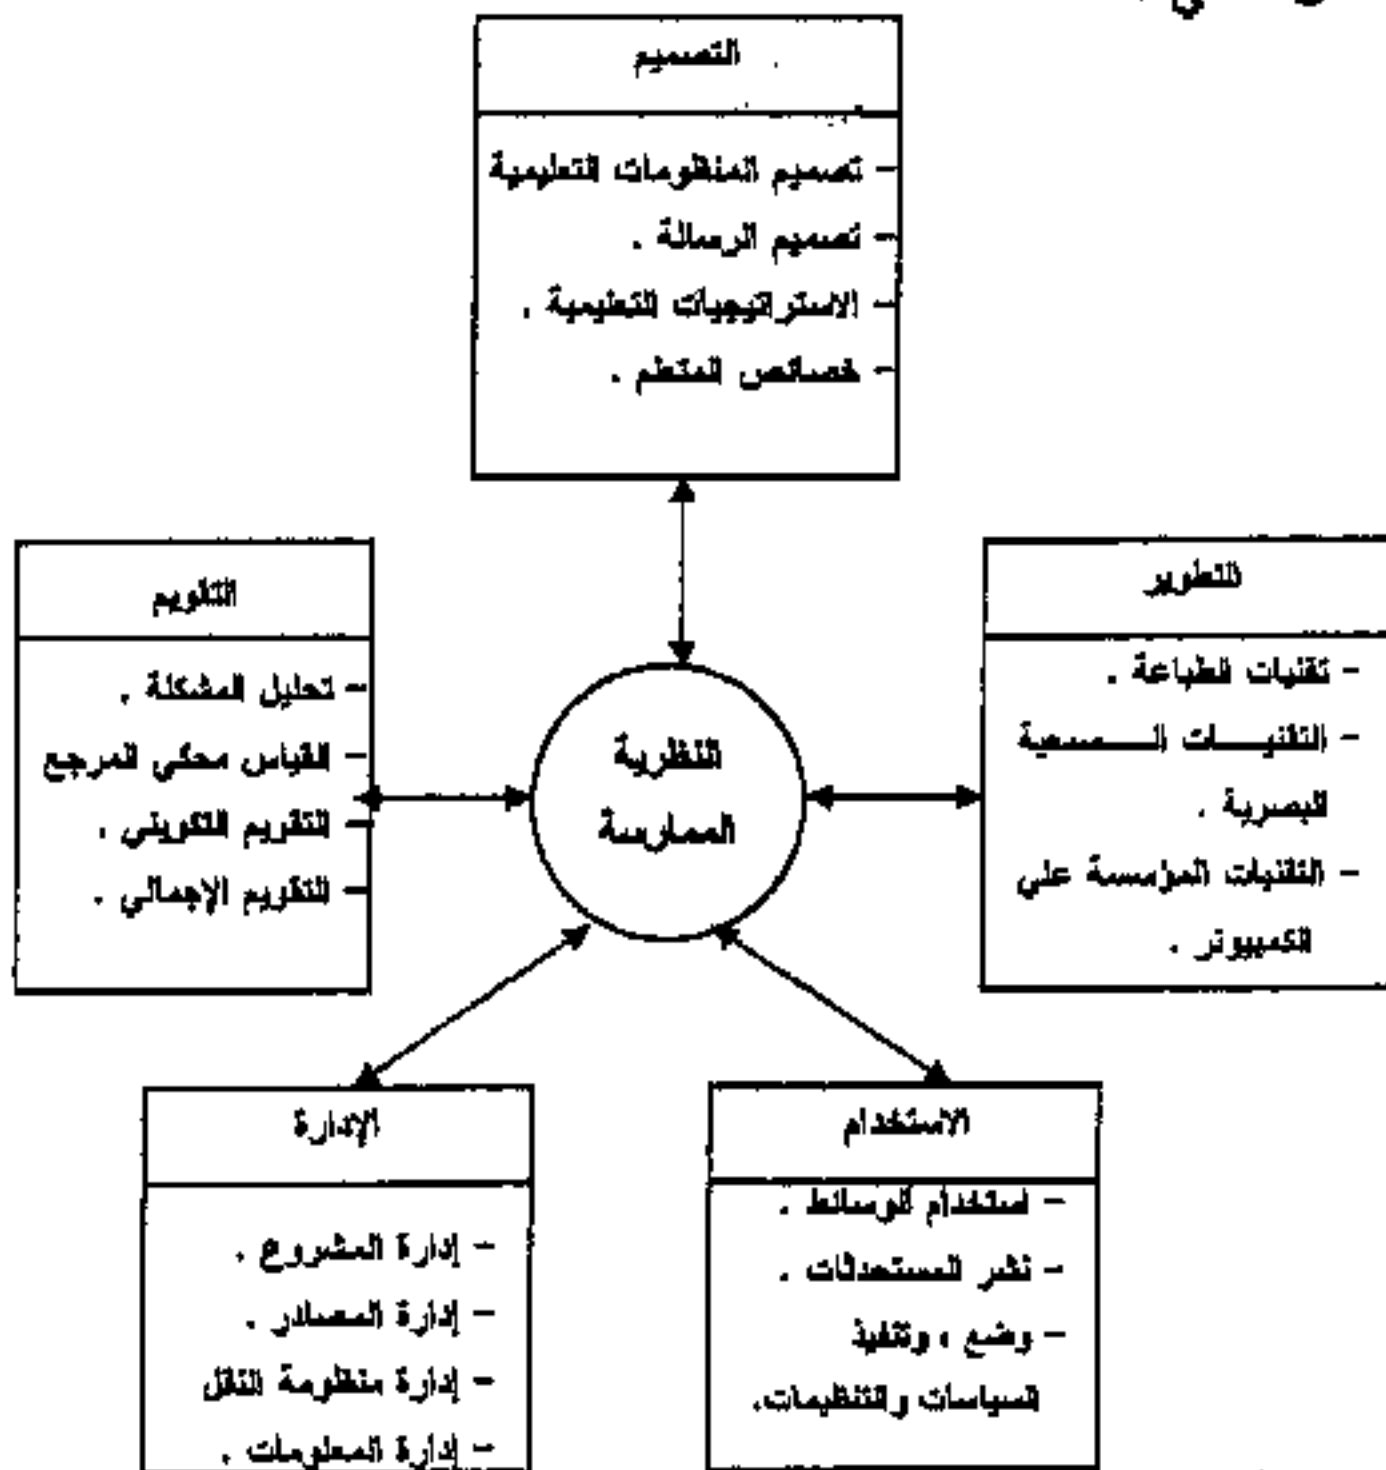 التصميم
- تصميم المنظومات التعليمية
- تصميم الرسالة .
- الاستراتيجيات التعليمية .
- خصائص المتعلم .
التطوير
- تقنيات الطباعة .
- التقنيات السمعية
البصرية .
- التقنيات المؤسسة علي
الكمبيوتر .
التقويم
- تحليل المشكلة .
- القياس محكي المرجع
- التقويم التكويني .
- التقويم الإجمالي .
النظرية
الممارسة
الاستخدام
- استخدام الوسائط .
- نشر المستحدثات .
- وضع ، وتنفيذ
السياسات والتنظيمات.
الإدارة
- إدارة المشروع .
- إدارة المصادر .
- إدارة منظومة النقل
- إدارة المعلومات .